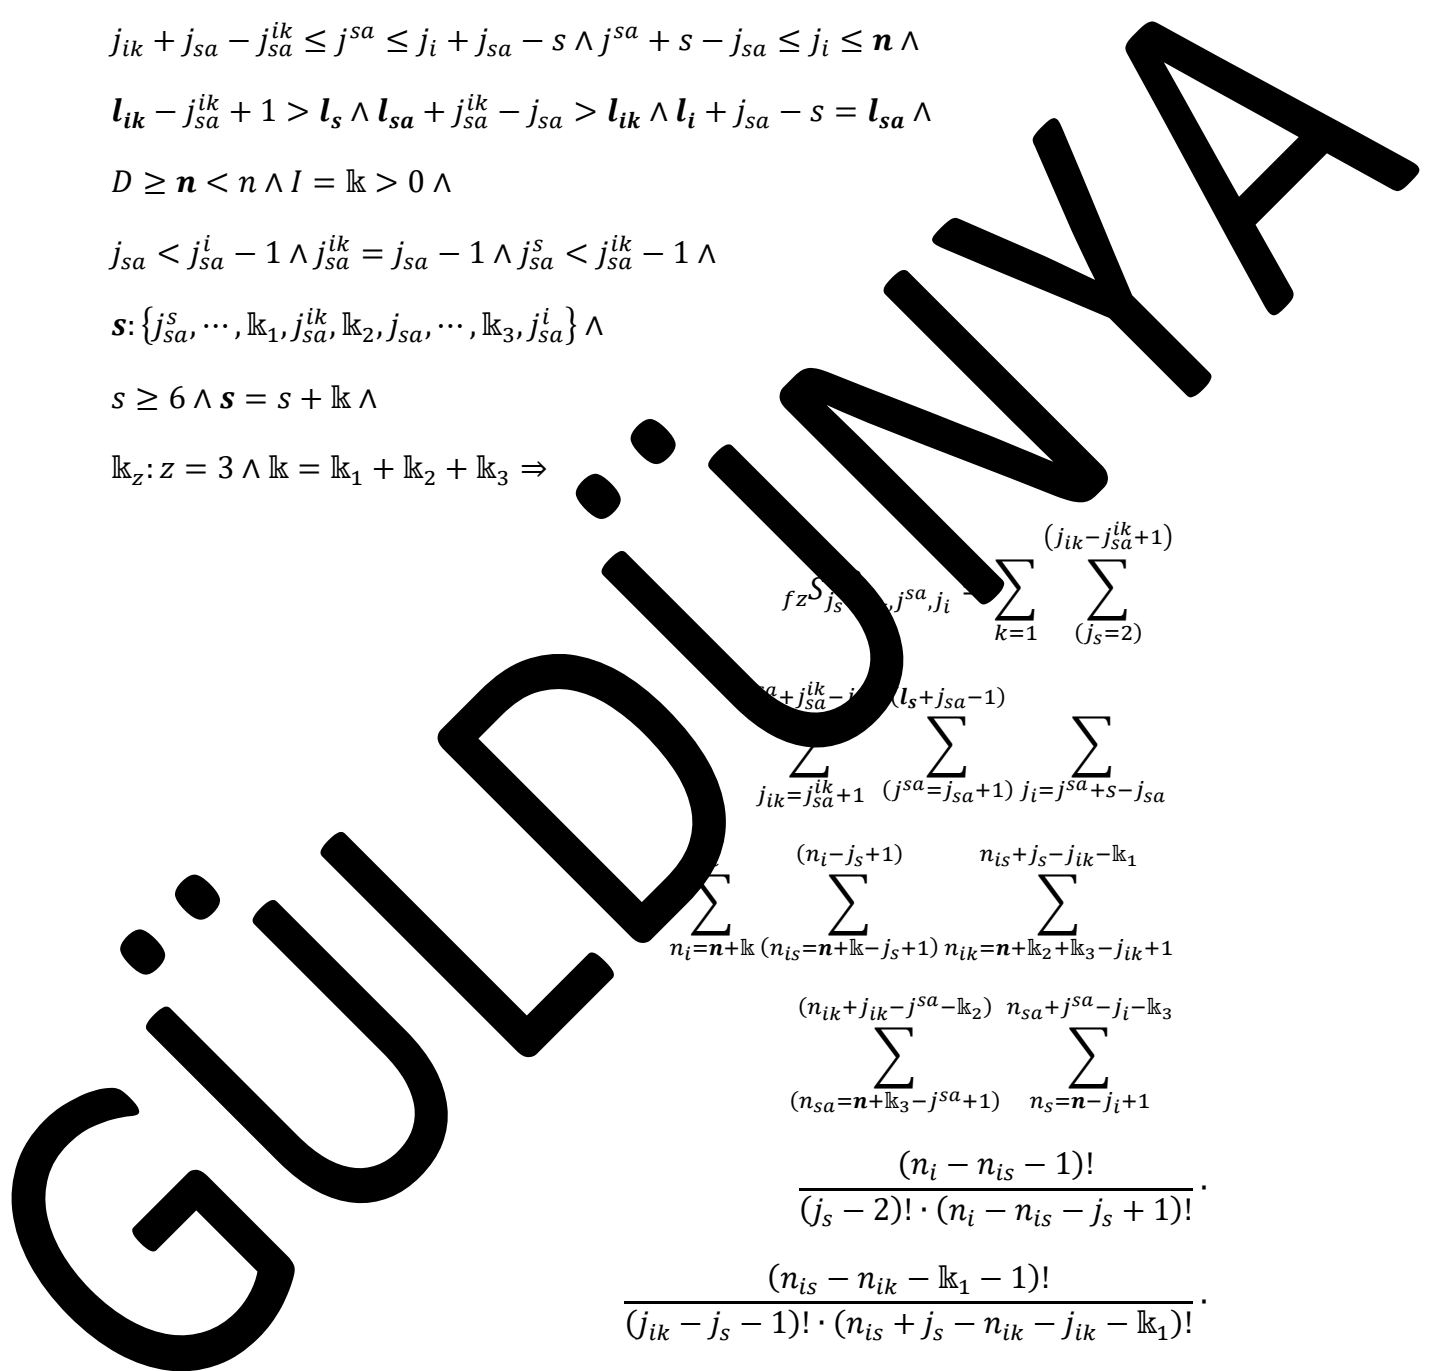 j_{ik} + j_{sa} − j_{sa}^{ik} ≤ j^{sa} ≤ j_i + j_{sa} − s ∧ j^{sa} + s − j_{sa} ≤ j_i ≤ 𝒏 ∧
𝒍_{𝒊𝒌} − j_{sa}^{ik} + 1 > 𝒍_𝒔 ∧ 𝒍_{𝒔𝒂} + j_{sa}^{ik} − j_{sa} > 𝒍_{𝒊𝒌} ∧ 𝒍_𝒊 + j_{sa} − s = 𝒍_{𝒔𝒂} ∧
D ≥ 𝒏 < n ∧ I = 𝕜 > 0 ∧
j_{sa} < j_{sa}^{i} − 1 ∧ j_{sa}^{ik} = j_{sa} − 1 ∧ j_{sa}^{s} < j_{sa}^{ik} − 1 ∧
𝒔: {j_{sa}^{s}, ⋯, 𝕜_1, j_{sa}^{ik}, 𝕜_2, j_{sa}, ⋯, 𝕜_3, j_{sa}^{i}} ∧
s ≥ 6 ∧ 𝒔 = s + 𝕜 ∧
𝕜_z: z = 3 ∧ 𝕜 = 𝕜_1 + 𝕜_2 + 𝕜_3 ⇒
(j_{ik}−j_{sa}^{ik}+1)
_{fz}S_{j_s ,j^{sa},j_i} ∑ ∑
k=1 (j_s=2)
+j_{sa}^{ik}− (𝒍_𝒔+j_{sa}−1)
∑ ∑ ∑
j_{ik}=j_{sa}^{ik}+1 (j^{sa}=j_{sa}+1) j_i=j^{sa}+s−j_{sa}
(n_i−j_s+1) n_{is}+j_s−j_{ik}−𝕜_1
∑ ∑ ∑
n_i=𝒏+𝕜 (n_{is}=𝒏+𝕜−j_s+1) n_{ik}=𝒏+𝕜_2+𝕜_3−j_{ik}+1
(n_{ik}+j_{ik}−j^{sa}−𝕜_2) n_{sa}+j^{sa}−j_i−𝕜_3
∑ ∑
(n_{sa}=𝒏+𝕜_3−j^{sa}+1) n_s=𝒏−j_i+1
(n_i − n_{is} − 1)!
(j_s − 2)! · (n_i − n_{is} − j_s + 1)! ·
(n_{is} − n_{ik} − 𝕜_1 − 1)!
(j_{ik} − j_s − 1)! · (n_{is} + j_s − n_{ik} − j_{ik} − 𝕜_1)! ·
GÜLDÜNYA